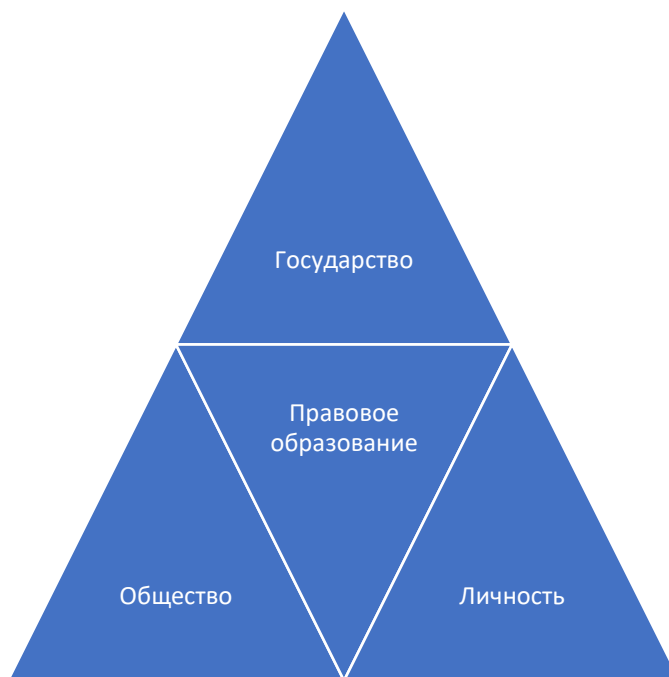 Государство
Правовое
образование
Общество
Личность